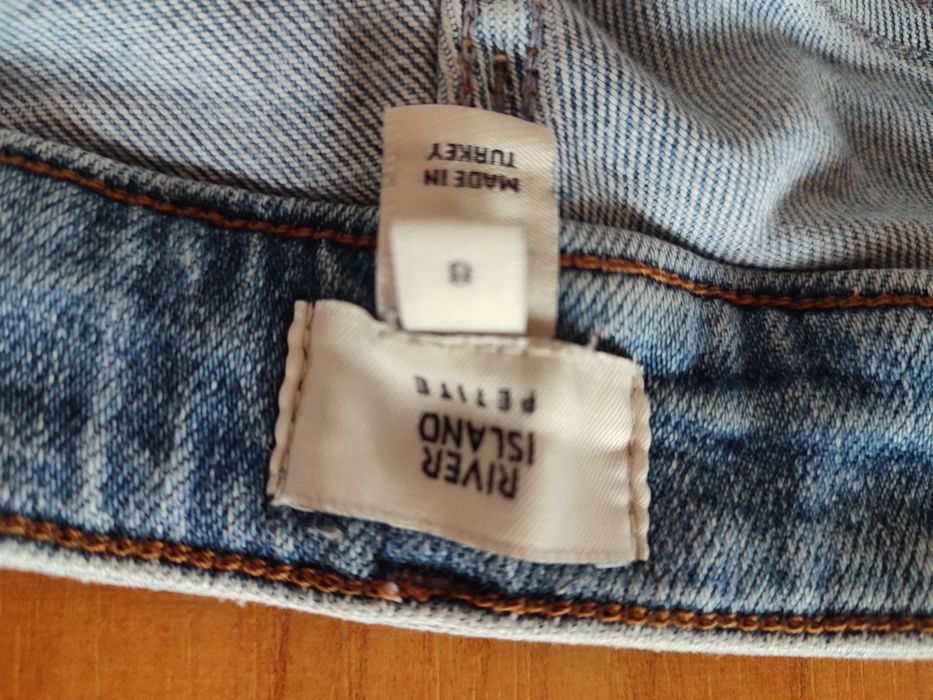 RIVER
ISLAND
PETITE
8
MADE IN
TURKEY